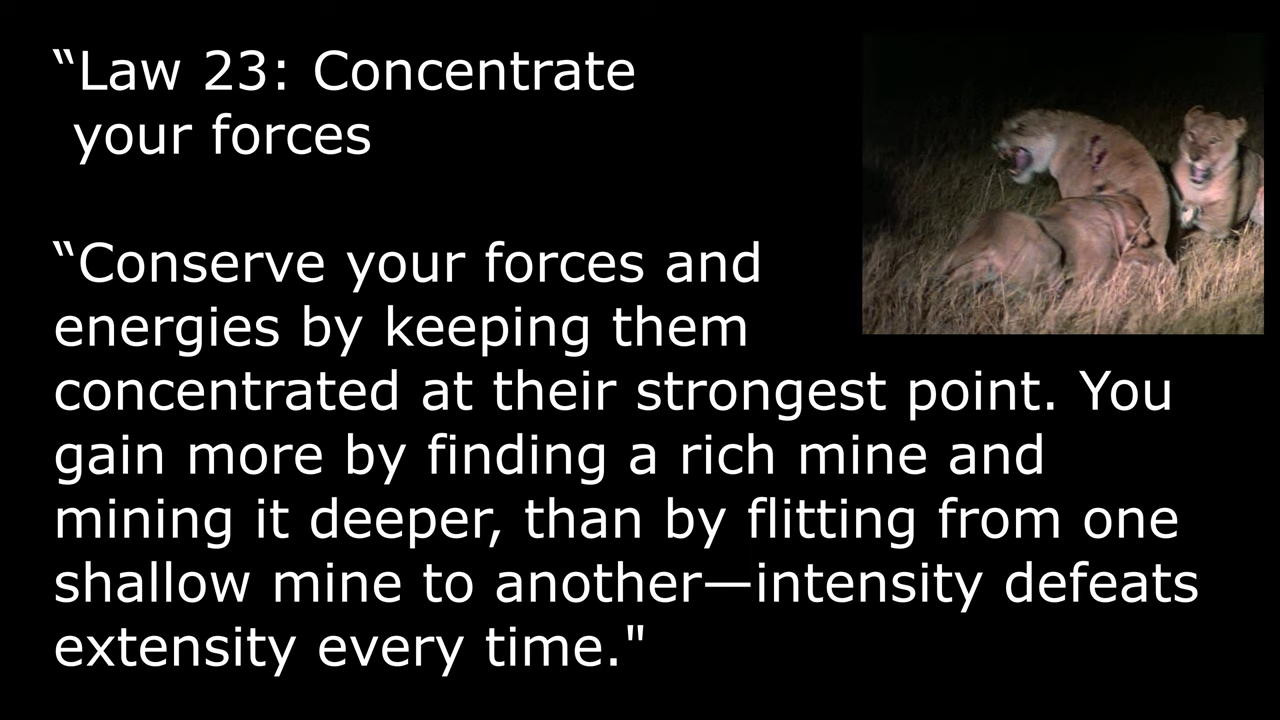 “Law 23: Concentrate
your forces
“Conserve your forces and
energies by keeping them
concentrated at their strongest point. You
gain more by finding a rich mine and
mining it deeper, than by flitting from one
shallow mine to another—intensity defeats
extensity every time."